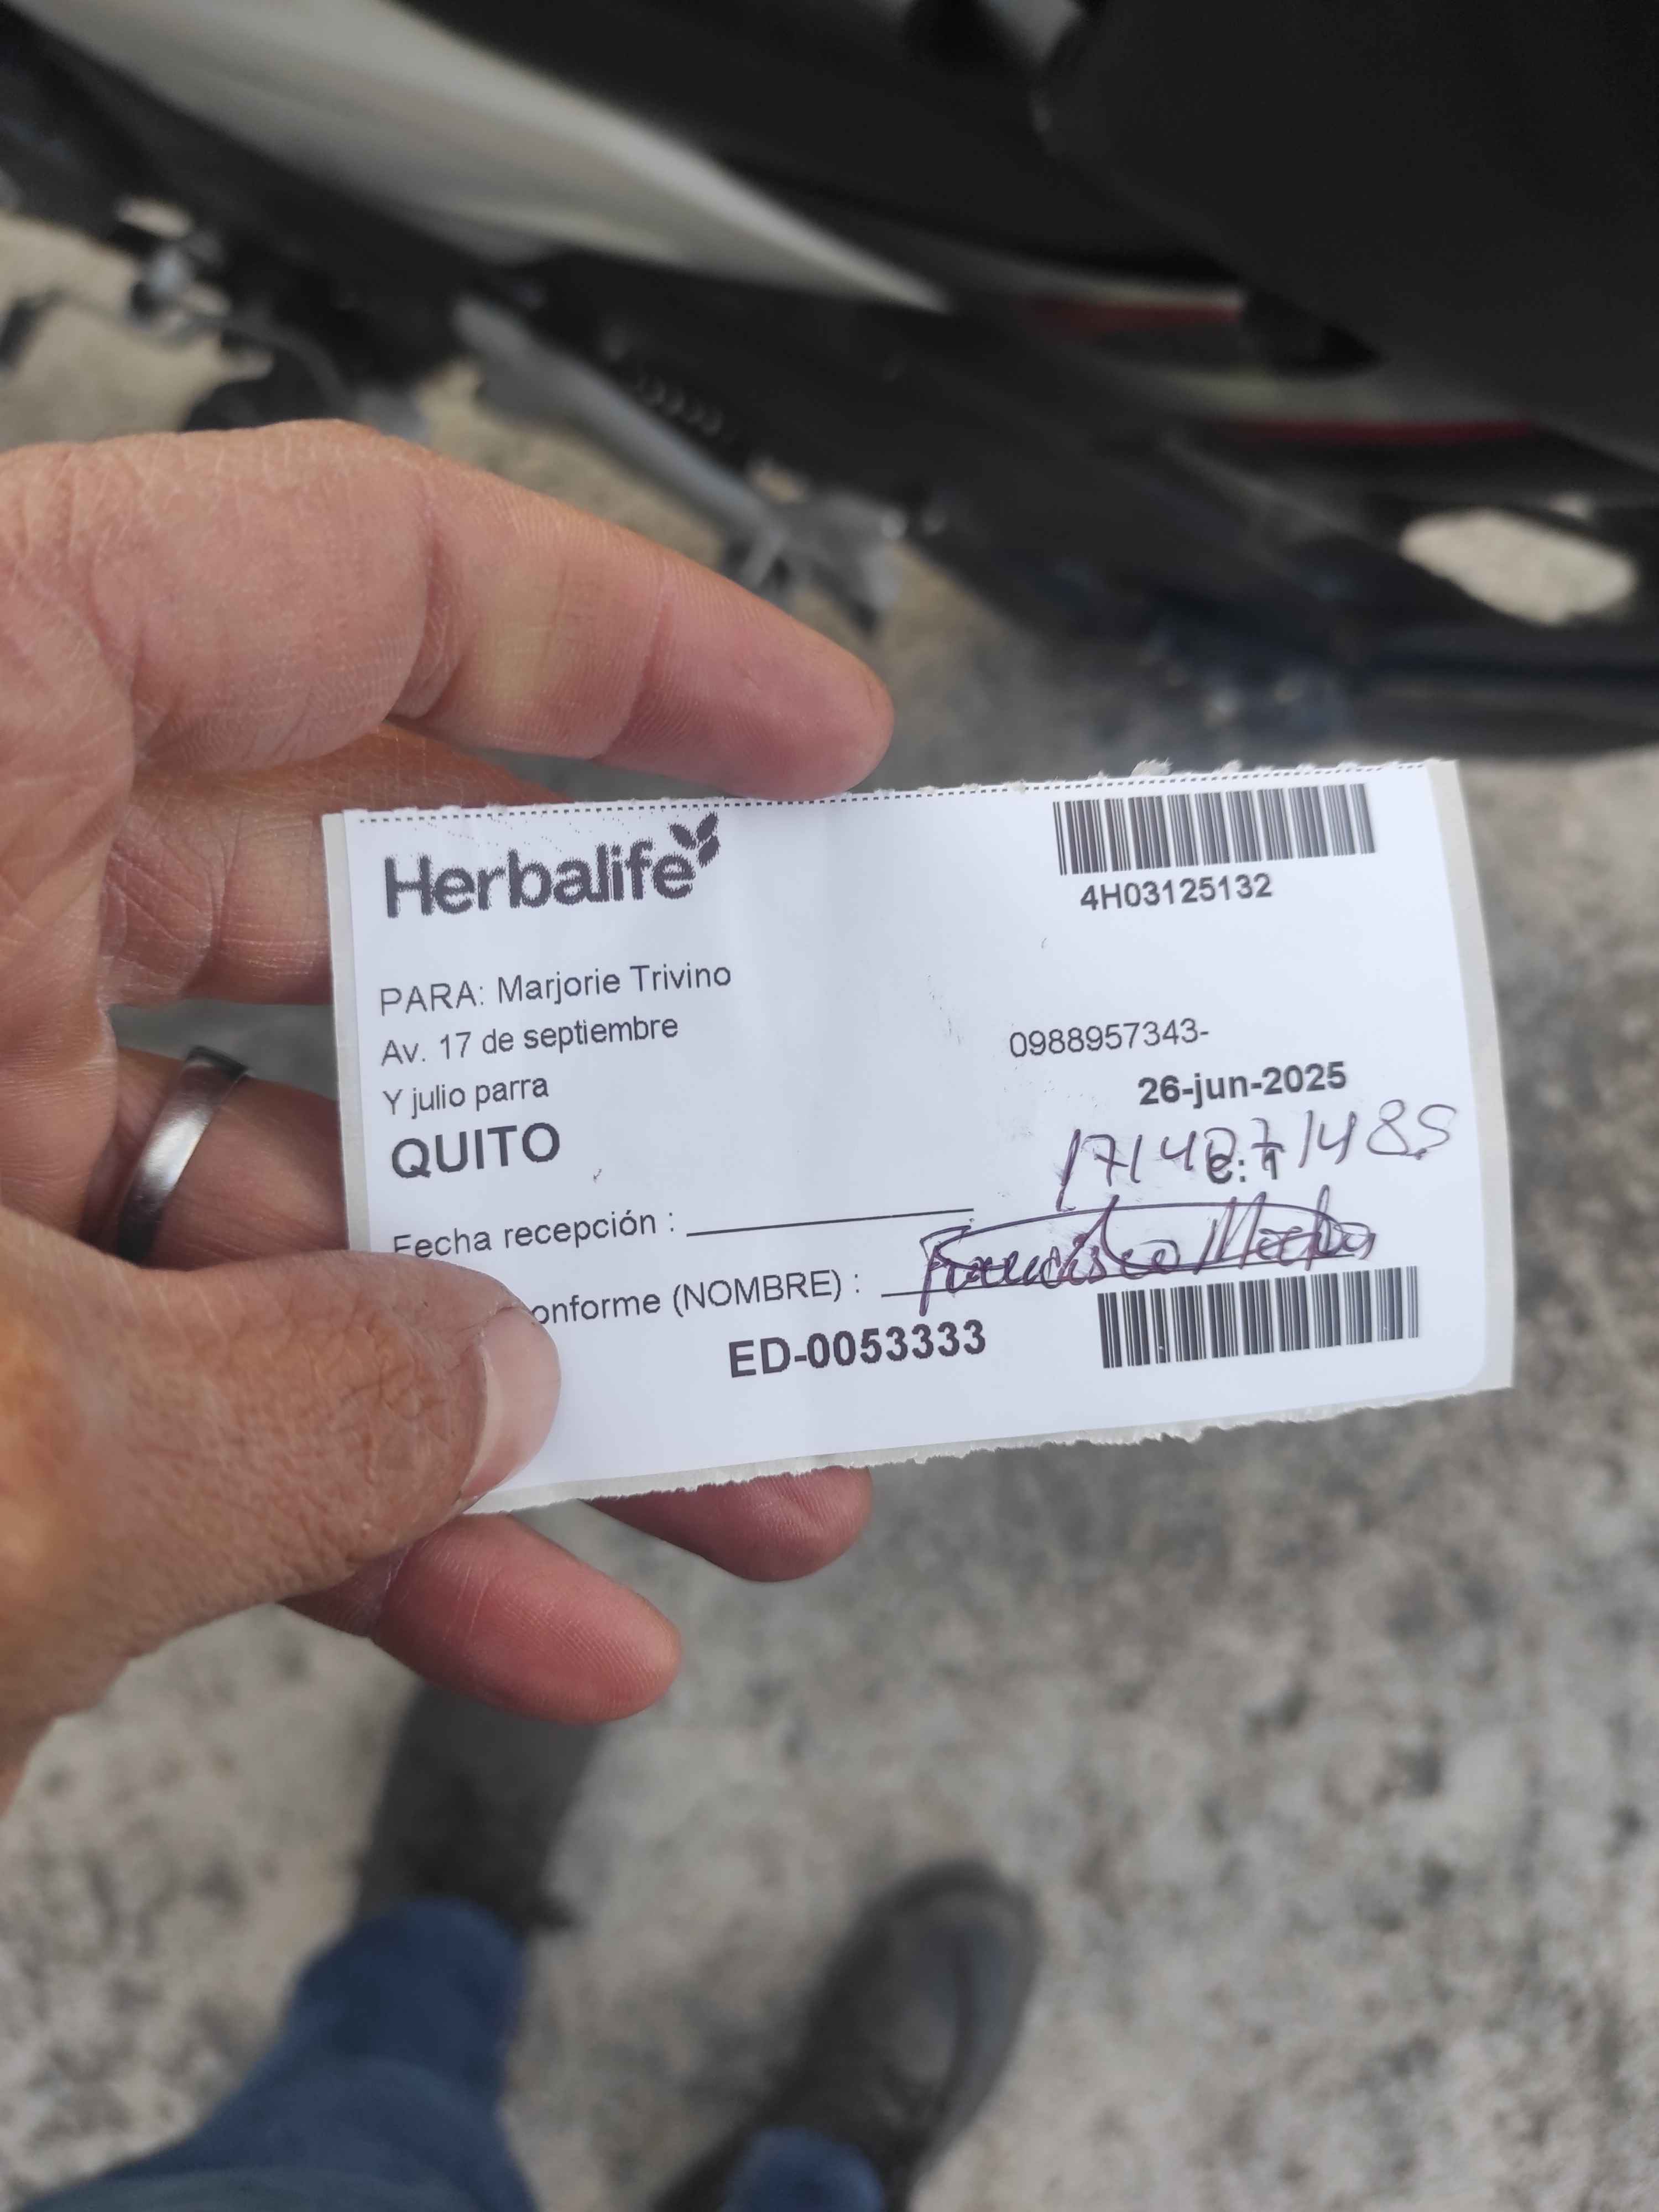 Herbalife
4H03125132
PARA: Marjorie Trivino
Av. 17 de septiembre
0988957343-
Y julio parra
26-jun-2025
QUITO
Fecha recepción :
onforme (NOMBRE) : Francisco
ED-0053333